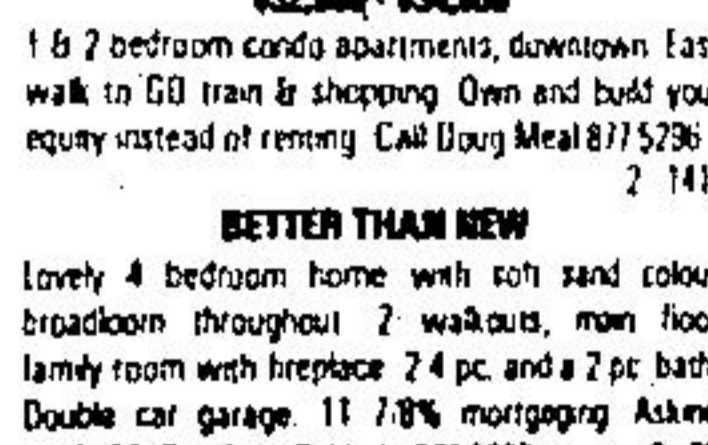 1 & 2 bedroom condo apartments, downtown Eas
walk to GO train & shopping Own and build you
equity instead of renting Call Doug Meal 877 5296
2 14
BETTER THAN NEW
Lovely 4 bedroom home with soft sand colou
broadloom throughout 2 walkouts, main floo
family room with fireplace 2 4 pc. and a 2 pc bath
Double car garage. 11 7/8% mortgaging Askin